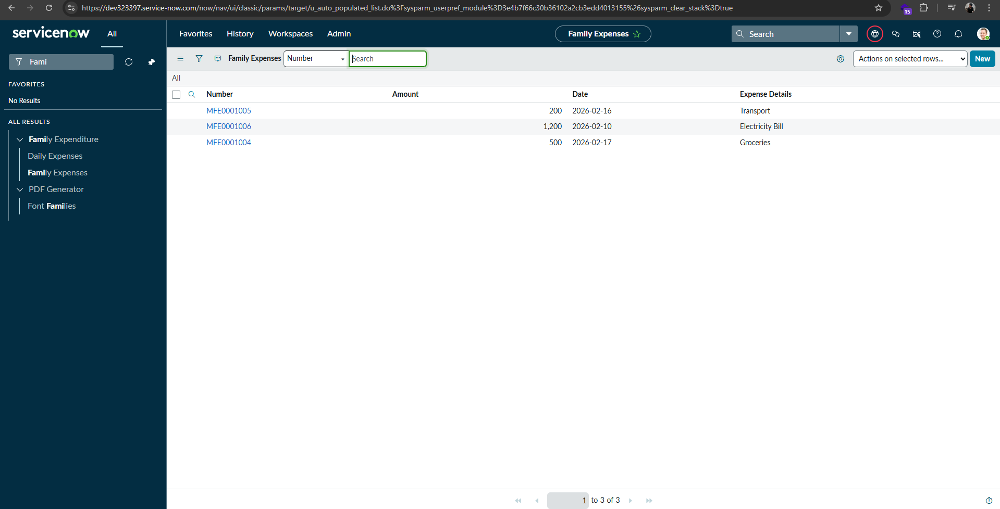 https://dev323397.service-now.com/now/nav/ui/classic/params/target/u_auto_populated_list.do%3Fsysparm_userpref_module%3D3e4b7f66c30b36102a2cb3edd4013155%26sysparm_clear_stack%3Dtrue
15
servicenow All Favorites History Workspaces Admin Family Expenses Search
Fami
FAVORITES
No Results
ALL RESULTS
Family Expenditure
Daily Expenses
Family Expenses
PDF Generator
Font Families
Family Expenses Number Search Actions on selected rows... New
All
Number Amount Date Expense Details
MFE0001005 200 2026-02-16 Transport
MFE0001006 1,200 2026-02-10 Electricity Bill
MFE0001004 500 2026-02-17 Groceries
1 to 3 of 3